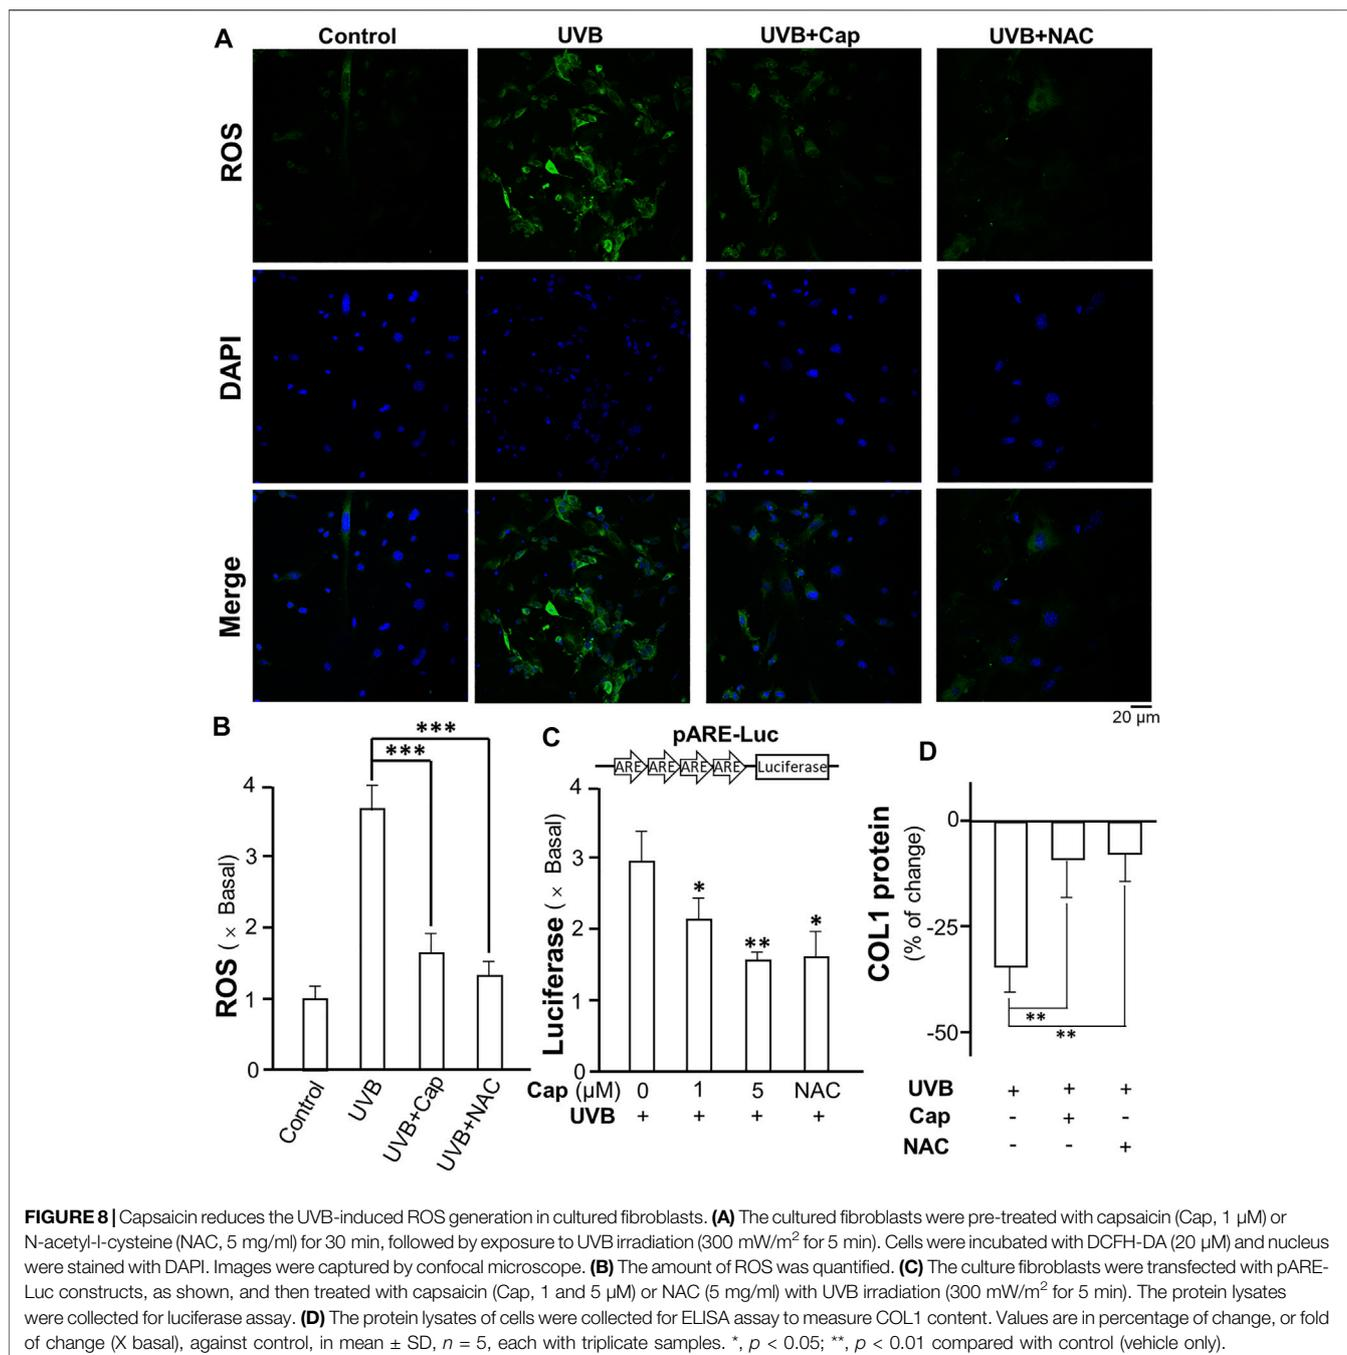 A
Control
UVB
UVB+Cap
UVB+NAC
ROS
DAPI
Merge
20 µm
B
***
***
ROS ( × Basal)
4
3
2
1
0
Control
UVB
UVB+Cap
UVB+NAC
C
pARE-Luc
ARE ARE ARE ARE Luciferase
Luciferase ( × Basal)
4
3
2
1
0
*
**
*
Cap (µM) 0 1 5 NAC
UVB + + + +
D
COL1 protein
(% of change)
0
-25
-50
**
**
UVB + + +
Cap - + -
NAC - - +
FIGURE 8 | Capsaicin reduces the UVB-induced ROS generation in cultured fibroblasts. (A) The cultured fibroblasts were pre-treated with capsaicin (Cap, 1 µM) or
N-acetyl-l-cysteine (NAC, 5 mg/ml) for 30 min, followed by exposure to UVB irradiation (300 mW/m² for 5 min). Cells were incubated with DCFH-DA (20 µM) and nucleus
were stained with DAPI. Images were captured by confocal microscope. (B) The amount of ROS was quantified. (C) The culture fibroblasts were transfected with pARE-
Luc constructs, as shown, and then treated with capsaicin (Cap, 1 and 5 µM) or NAC (5 mg/ml) with UVB irradiation (300 mW/m² for 5 min). The protein lysates
were collected for luciferase assay. (D) The protein lysates of cells were collected for ELISA assay to measure COL1 content. Values are in percentage of change, or fold
of change (X basal), against control, in mean ± SD, n = 5, each with triplicate samples. *, p < 0.05; **, p < 0.01 compared with control (vehicle only).